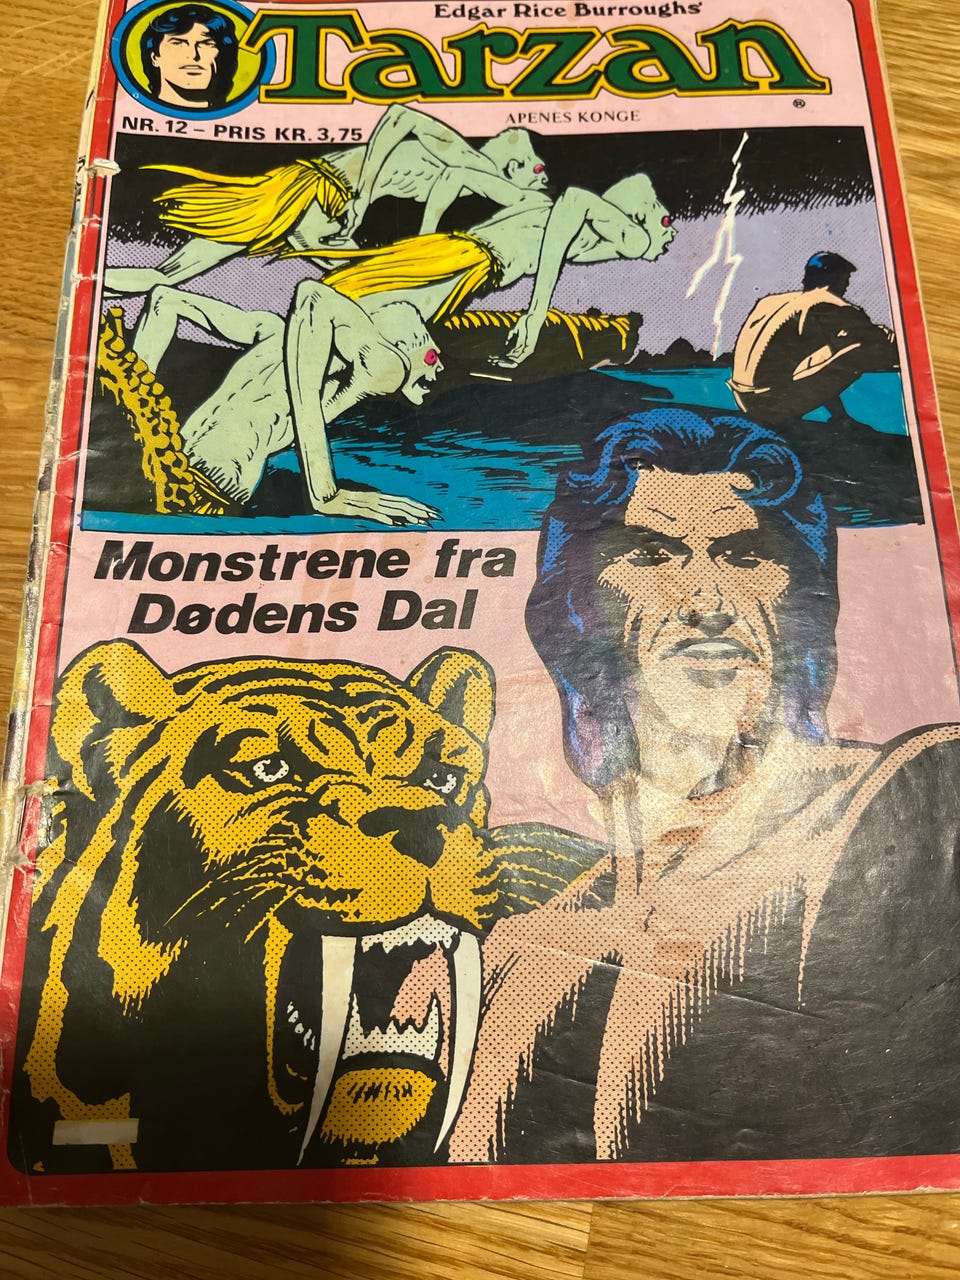 Edgar Rice Burroughs'
Tarzan
®
APENES KONGE
NR. 12 – PRIS KR. 3,75
Monstrene fra
Dødens Dal